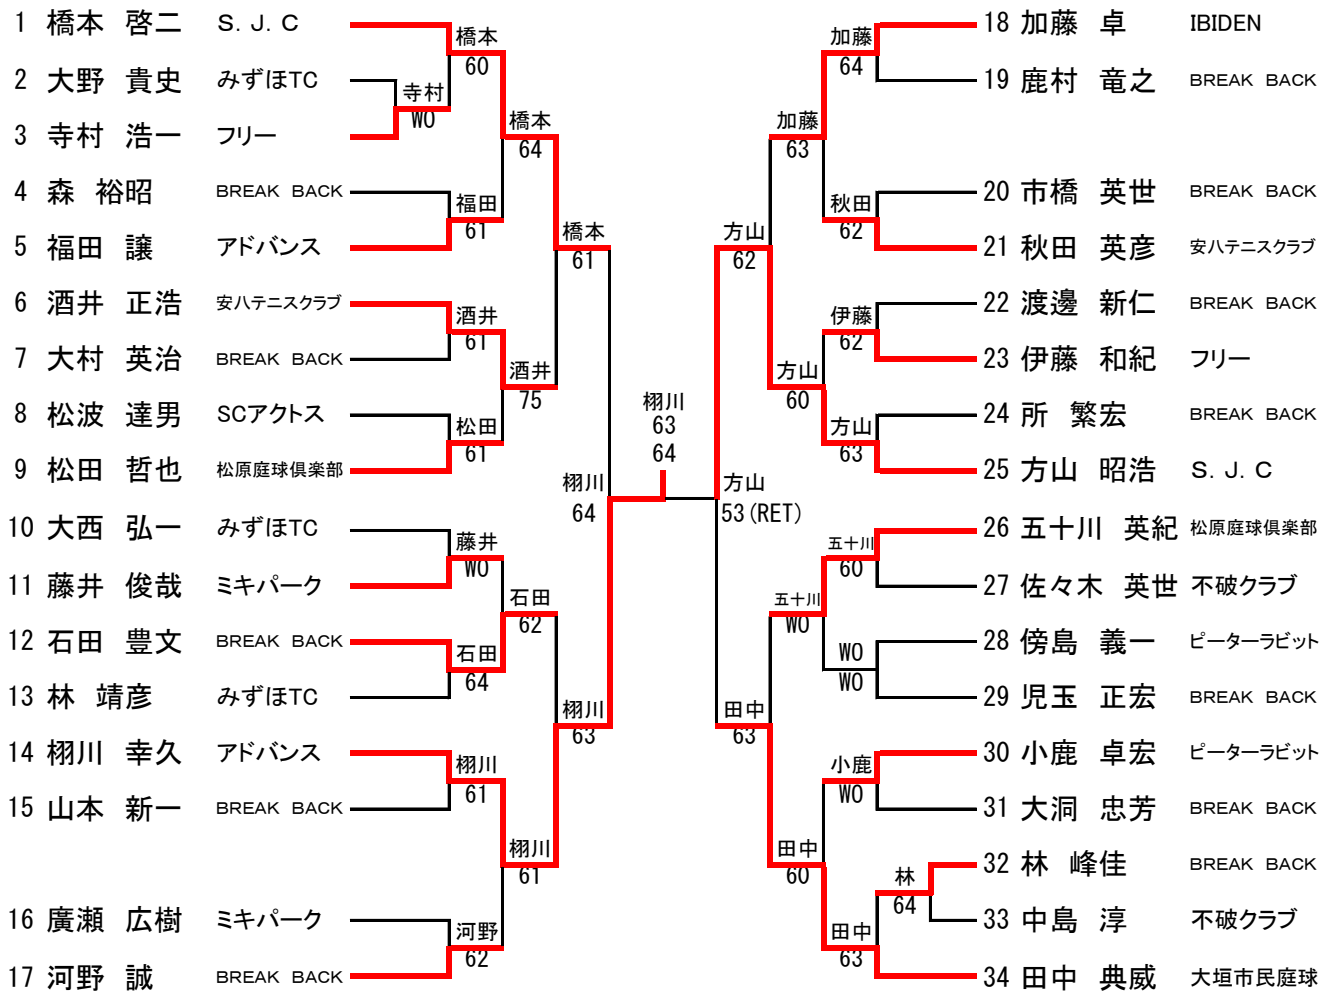 1 橋本 啓二 S.J.C
2 大野 貴史 みずほTC
3 寺村 浩一 フリー
4 森 裕昭 BREAK BACK
5 福田 譲 アドバンス
6 酒井 正浩 安八テニスクラブ
7 大村 英治 BREAK BACK
8 松波 達男 SCアクトス
9 松田 哲也 松原庭球倶楽部
10 大西 弘一 みずほTC
11 藤井 俊哉 ミキパーク
12 石田 豊文 BREAK BACK
13 林 靖彦 みずほTC
14 栩川 幸久 アドバンス
15 山本 新一 BREAK BACK
16 廣瀬 広樹 ミキパーク
17 河野 誠 BREAK BACK
橋本
60
寺村
WO
福田
61
酒井
61
松田
61
藤井
WO
石田
64
栩川
61
河野
62
橋本
64
酒井
75
石田
62
栩川
61
橋本
61
栩川
63
栩川
64
栩川
63
64
方山
53(RET)
方山
62
田中
63
加藤
63
方山
60
五十川
WO
田中
60
加藤
64
秋田
62
伊藤
62
方山
63
五十川
60
WO
WO
小鹿
WO
林
64
田中
63
18 加藤 卓 IBIDEN
19 鹿村 竜之 BREAK BACK
20 市橋 英世 BREAK BACK
21 秋田 英彦 安八テニスクラブ
22 渡邊 新仁 BREAK BACK
23 伊藤 和紀 フリー
24 所 繁宏 BREAK BACK
25 方山 昭浩 S.J.C
26 五十川 英紀 松原庭球倶楽部
27 佐々木 英世 不破クラブ
28 傍島 義一 ピーターラビット
29 児玉 正宏 BREAK BACK
30 小鹿 卓宏 ピーターラビット
31 大洞 忠芳 BREAK BACK
32 林 峰佳 BREAK BACK
33 中島 淳 不破クラブ
34 田中 典威 大垣市民庭球